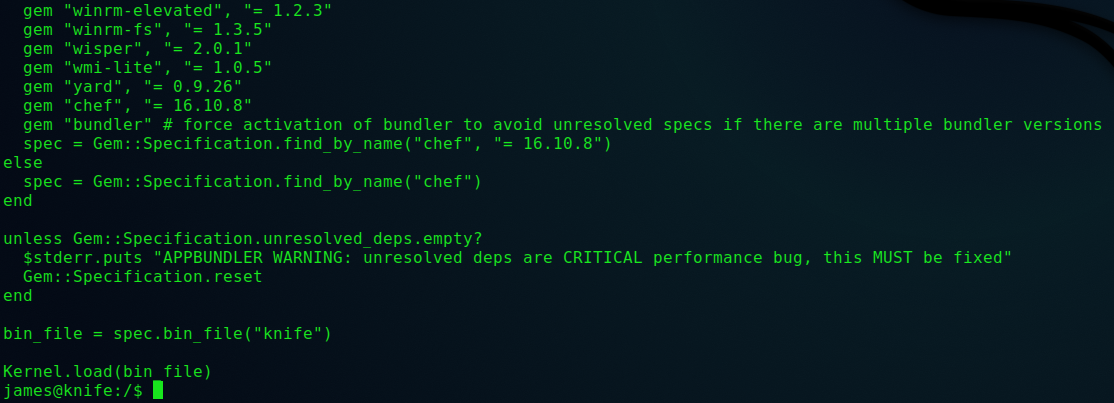 gem "winrm-elevated", "= 1.2.3"
gem "winrm-fs", "= 1.3.5"
gem "wisper", "= 2.0.1"
gem "wmi-lite", "= 1.0.5"
gem "yard", "= 0.9.26"
gem "chef", "= 16.10.8"
gem "bundler" # force activation of bundler to avoid unresolved specs if there are multiple bundler versions
spec = Gem::Specification.find_by_name("chef", "= 16.10.8")
else
spec = Gem::Specification.find_by_name("chef")
end
unless Gem::Specification.unresolved_deps.empty?
$stderr.puts "APPBUNDLER WARNING: unresolved deps are CRITICAL performance bug, this MUST be fixed"
Gem::Specification.reset
end
bin_file = spec.bin_file("knife")
Kernel.load(bin_file)
james@knife:/$